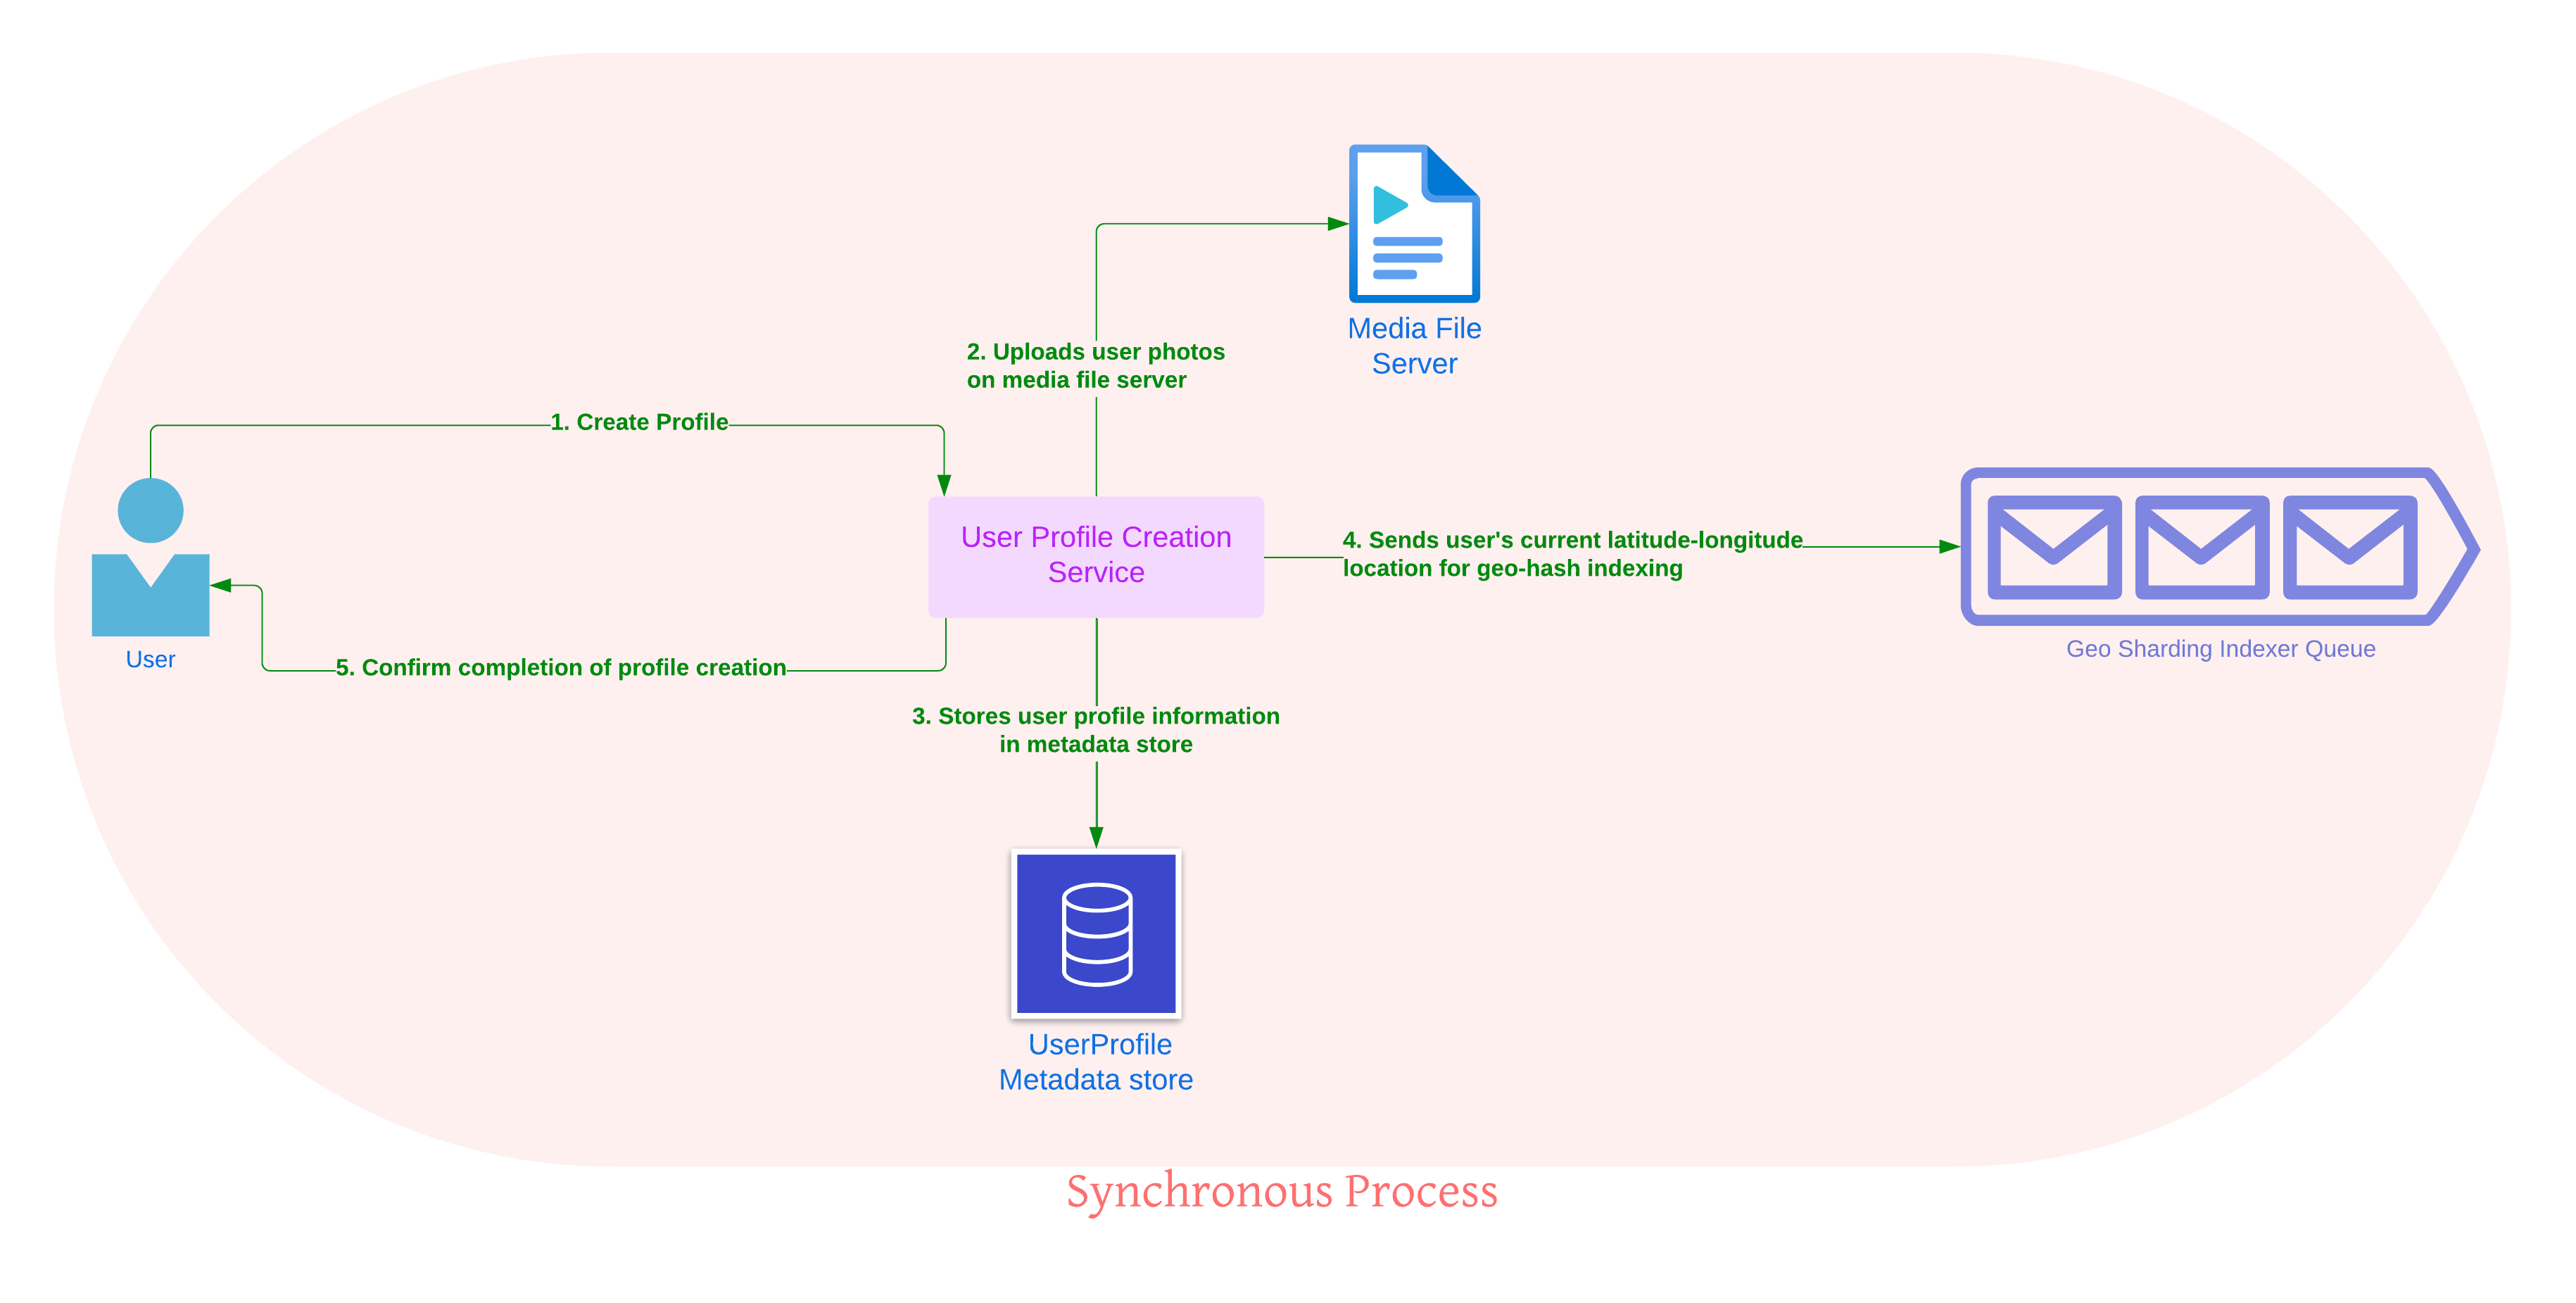 Media File
Server
2. Uploads user photos
on media file server
1. Create Profile
User Profile Creation
Service
4. Sends user's current latitude-longitude
location for geo-hash indexing
Geo Sharding Indexer Queue
User
5. Confirm completion of profile creation
3. Stores user profile information
in metadata store
UserProfile
Metadata store
Synchronous Process